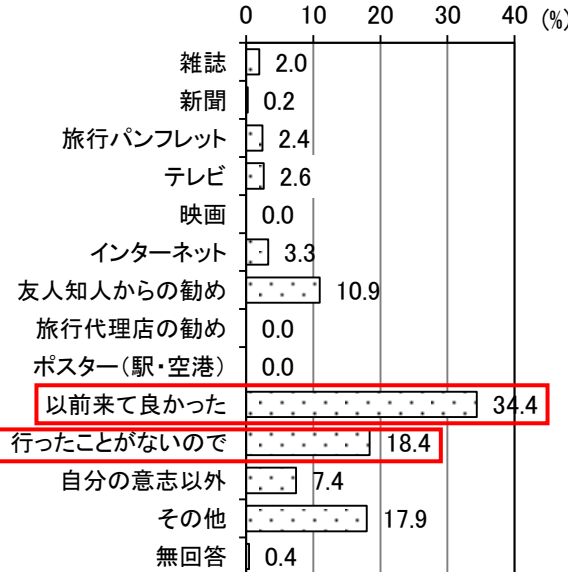 0 10 20 30 40 (%)
雑誌 2.0
新聞 0.2
旅行パンフレット 2.4
テレビ 2.6
映画 0.0
インターネット 3.3
友人知人からの勧め 10.9
旅行代理店の勧め 0.0
ポスター(駅・空港) 0.0
以前来て良かった 34.4
行ったことがないので 18.4
自分の意志以外 7.4
その他 17.9
無回答 0.4